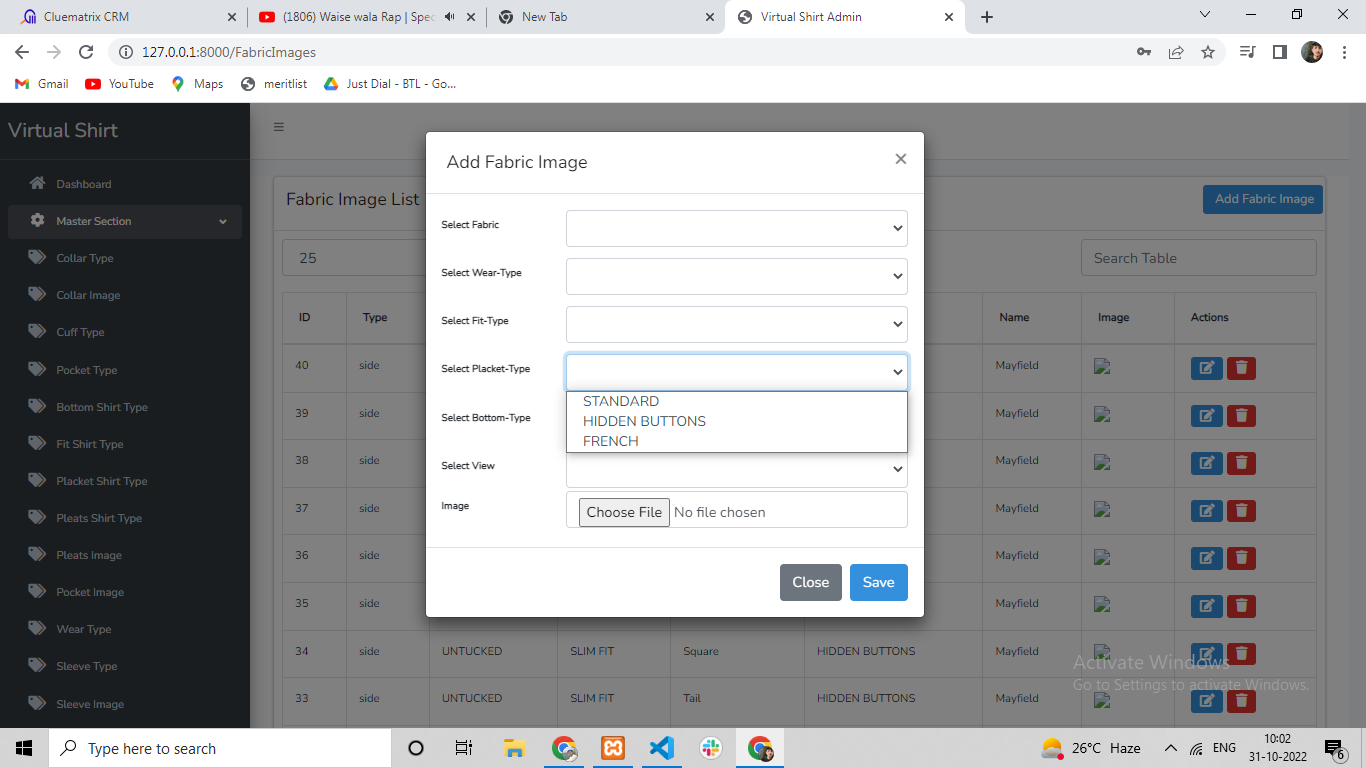 Cluematrix CRM
(1806) Waise wala Rap | Spec
New Tab
Virtual Shirt Admin
127.0.0.1:8000/FabricImages
Gmail
YouTube
Maps
meritlist
Just Dial - BTL - Go...
Virtual Shirt
Dashboard
Master Section
Collar Type
Collar Image
Cuff Type
Pocket Type
Bottom Shirt Type
Fit Shirt Type
Placket Shirt Type
Pleats Shirt Type
Pleats Image
Pocket Image
Wear Type
Sleeve Type
Sleeve Image
Fabric Image List
Add Fabric Image
25
Search Table
ID Type Name Image Actions
40 side Mayfield
39 side Mayfield
38 side Mayfield
37 side Mayfield
36 side Mayfield
35 side Mayfield
34 side UNTUCKED SLIM FIT Square HIDDEN BUTTONS Mayfield
33 side UNTUCKED SLIM FIT Tail HIDDEN BUTTONS Mayfield
Add Fabric Image
×
Select Fabric
Select Wear-Type
Select Fit-Type
Select Placket-Type
STANDARD
HIDDEN BUTTONS
FRENCH
Select Bottom-Type
Select View
Image
Choose File No file chosen
Close
Save
Activate Windows
Go to Settings to activate Windows.
Type here to search
26°C Haze
ENG
10:02
31-10-2022
6